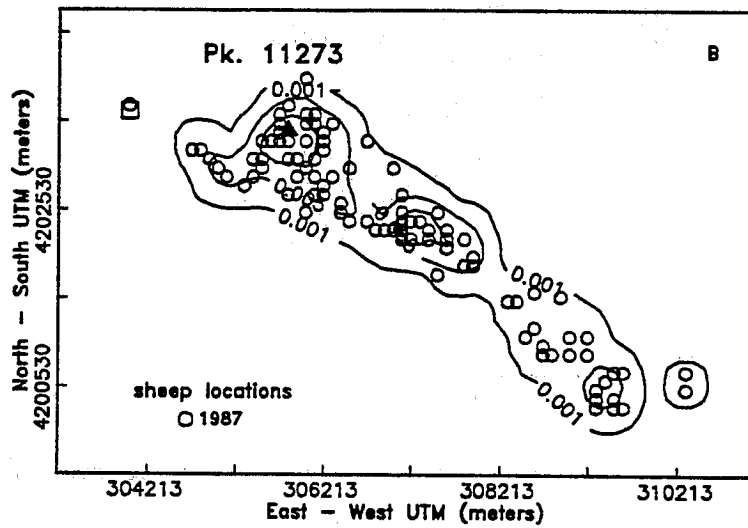 Pk. 11273
B
0.001
0.001
0.001
0.001
North – South UTM (meters)
4202530
4200530
sheep locations
1987
304213
306213
308213
310213
East – West UTM (meters)